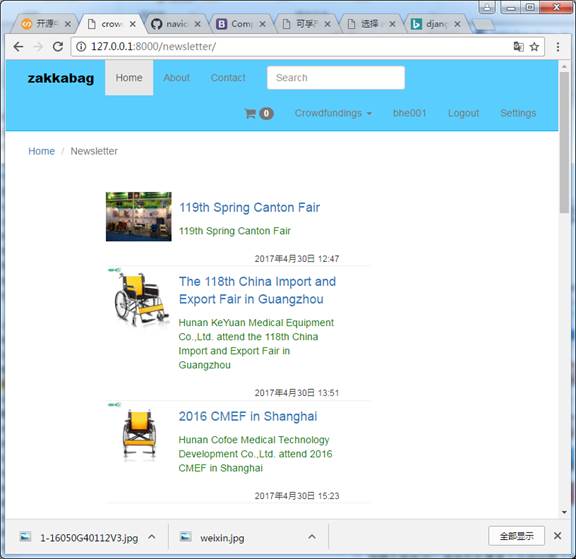 开源
crow
navic
Comp
可孚
选择
djang
127.0.0.1:8000/newsletter/
zakkabag Home About Contact Search
0 Crowdfundings bhe001 Logout Settings
Home / Newsletter
119th Spring Canton Fair
119th Spring Canton Fair
2017年4月30日 12:47
The 118th China Import and
Export Fair in Guangzhou
Hunan KeYuan Medical Equipment
Co.,Ltd. attend the 118th China
Import and Export Fair in
Guangzhou
2017年4月30日 13:51
2016 CMEF in Shanghai
Hunan Cofoe Medical Technology
Development Co.,Ltd. attend 2016
CMEF in Shanghai
2017年4月30日 15:23
1-16050G40112V3.jpg weixin.jpg 全部显示